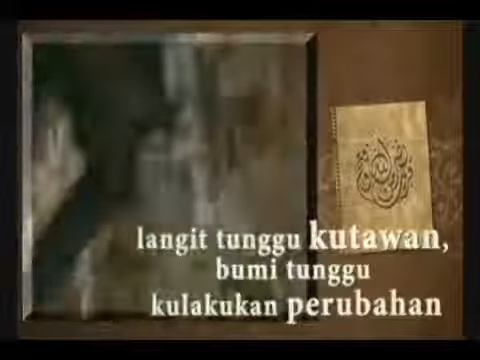 langit tunggu kutawan,
bumi tunggu
kulakukan perubahan